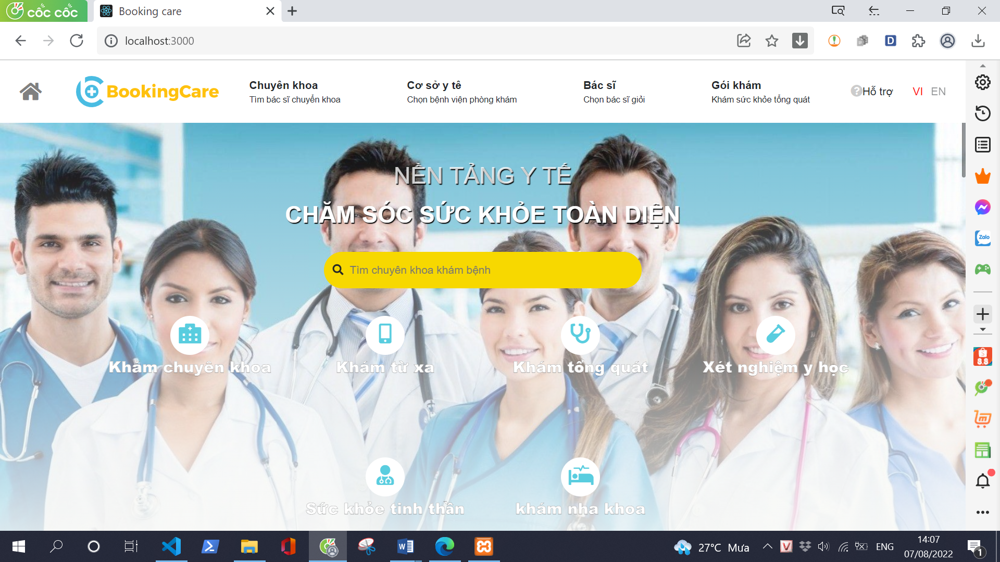 cốc cốc
Booking care
localhost:3000
BookingCare
Chuyên khoa
Tìm bác sĩ chuyển khoa
Cơ sở y tê
Chọn bệnh viện phòng khám
Bác sĩ
Chọn bác sĩ giỏi
Gói khám
Khám sức khỏe tổng quát
?Hỗ trợ
VI EN
NỀN TẢNG Y TẾ
CHĂM SÓC SỨC KHỎE TOÀN DIỆN
Tìm chuyên khoa khám bệnh
Khám chuyên khoa
Khám từ xa
Khám tổng quát
Xét nghiệm y học
Sức khỏe tinh thần
khám nha khoa
D
Zalo
S.S
27°C Mưa
ENG
14:07
07/08/2022
1